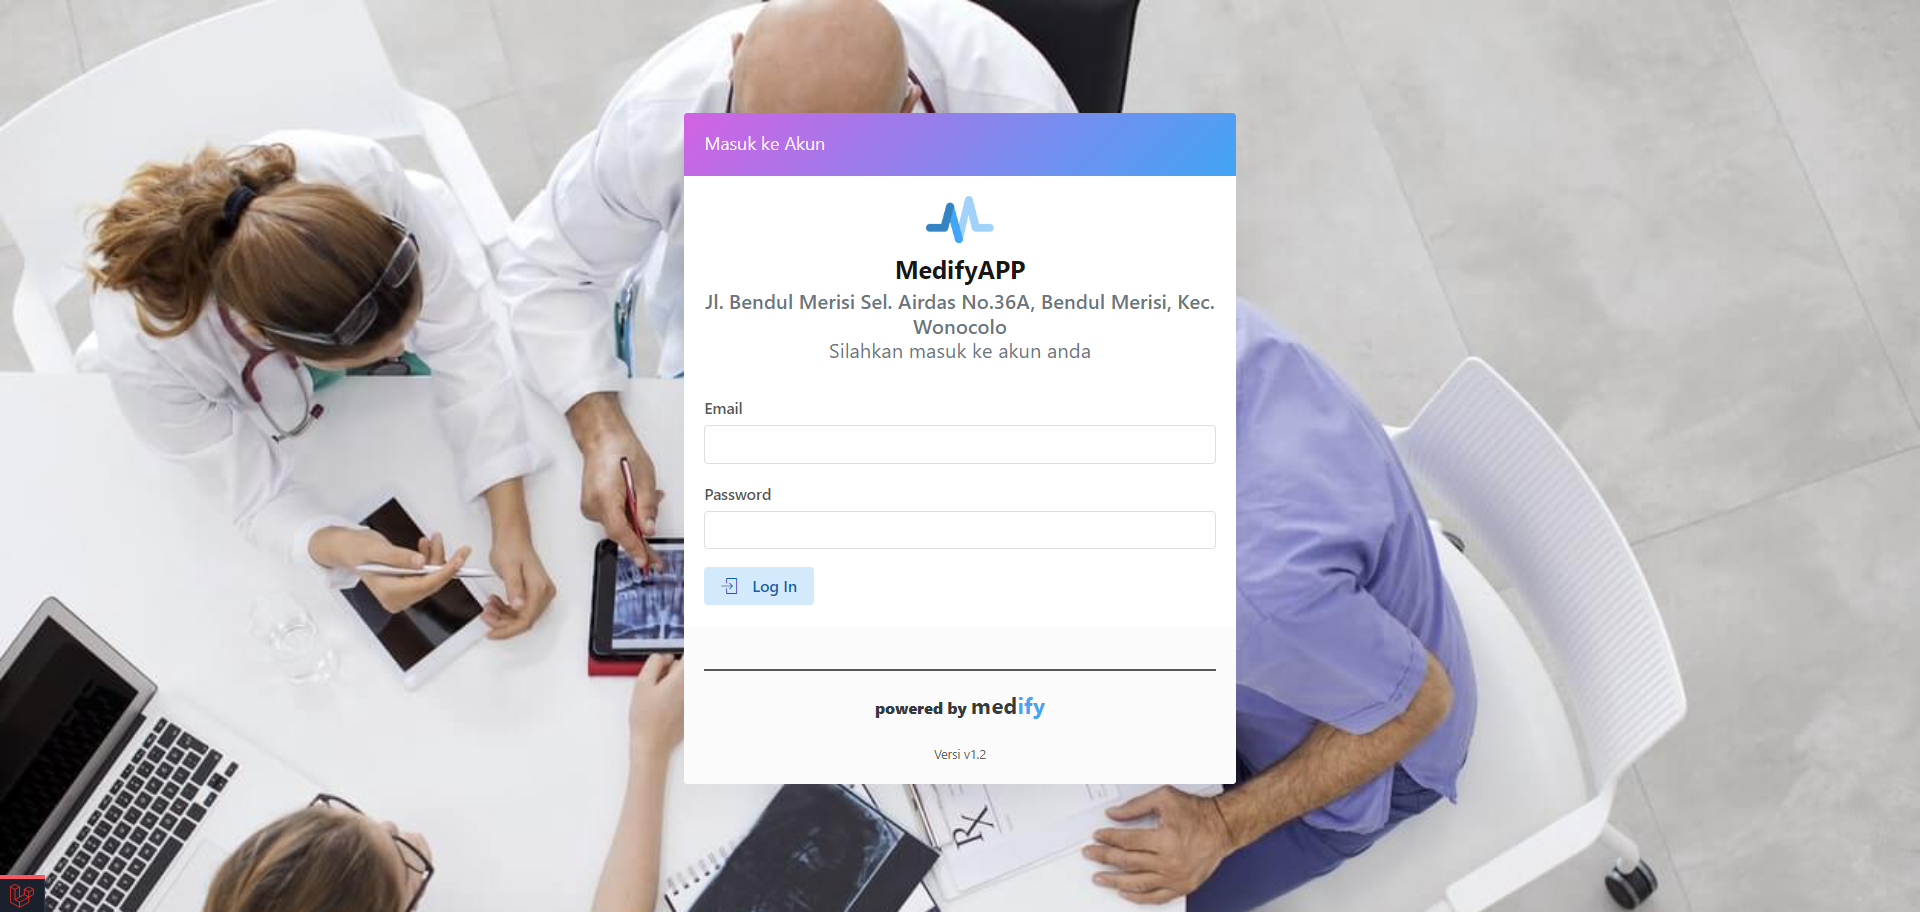 Masuk ke Akun
MedifyAPP
Jl. Bendul Merisi Sel. Airdas No.36A, Bendul Merisi, Kec.
Wonocolo
Silahkan masuk ke akun anda
Email
Password
Log In
powered by medify
Versi v1.2
Rx